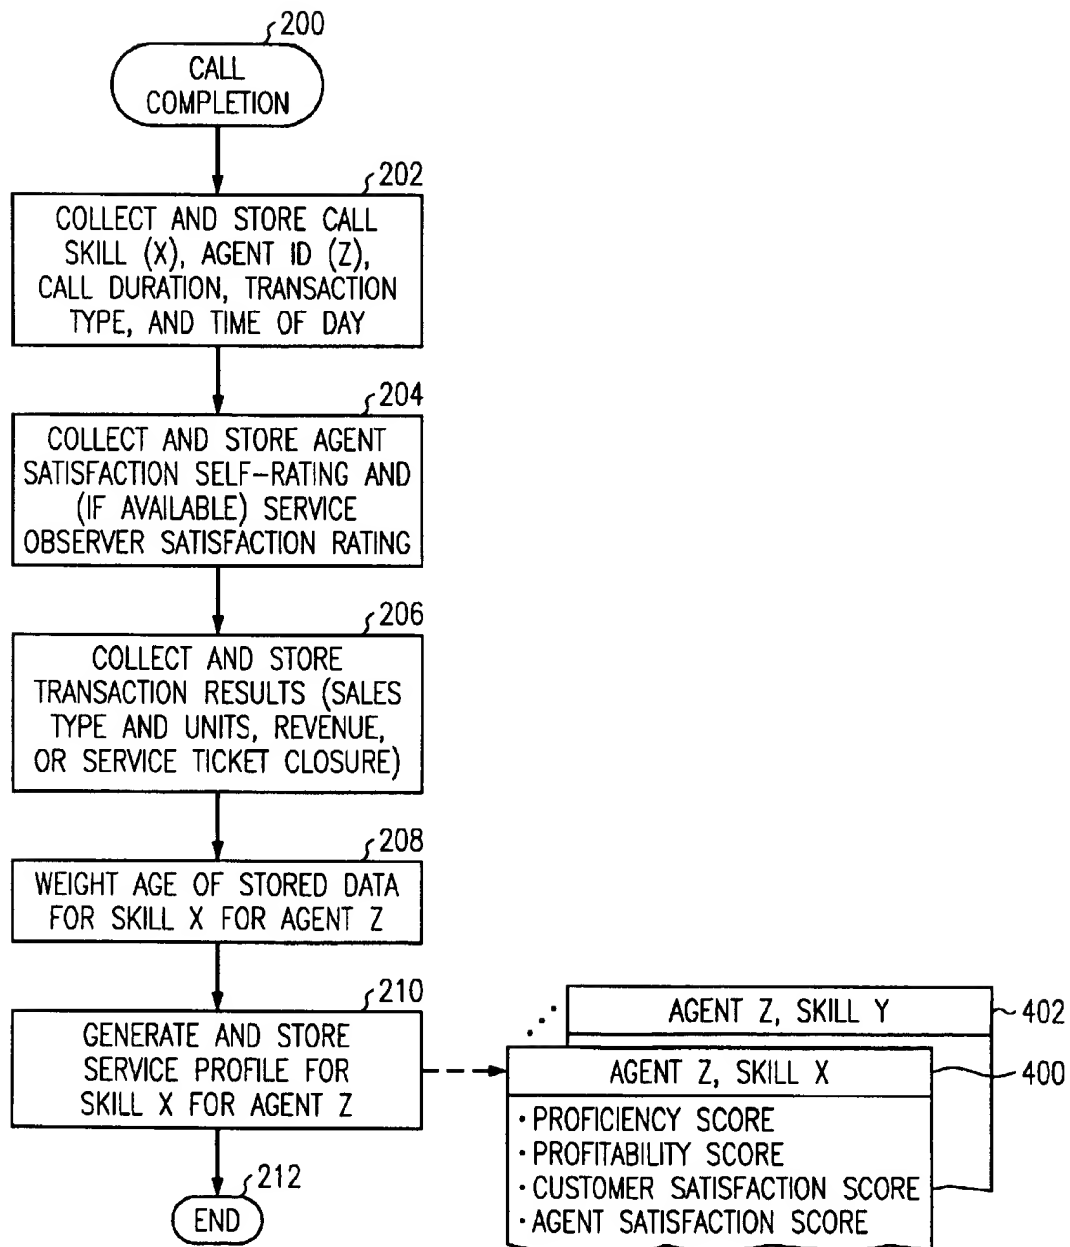 200
CALL
COMPLETION
202
COLLECT AND STORE CALL
SKILL (X), AGENT ID (Z),
CALL DURATION, TRANSACTION
TYPE, AND TIME OF DAY
204
COLLECT AND STORE AGENT
SATISFACTION SELF-RATING AND
(IF AVAILABLE) SERVICE
OBSERVER SATISFACTION RATING
206
COLLECT AND STORE
TRANSACTION RESULTS (SALES
TYPE AND UNITS, REVENUE,
OR SERVICE TICKET CLOSURE)
208
WEIGHT AGE OF STORED DATA
FOR SKILL X FOR AGENT Z
210
GENERATE AND STORE
SERVICE PROFILE FOR
SKILL X FOR AGENT Z
212
END
AGENT Z, SKILL Y
402
AGENT Z, SKILL X
400
· PROFICIENCY SCORE
· PROFITABILITY SCORE
· CUSTOMER SATISFACTION SCORE
· AGENT SATISFACTION SCORE